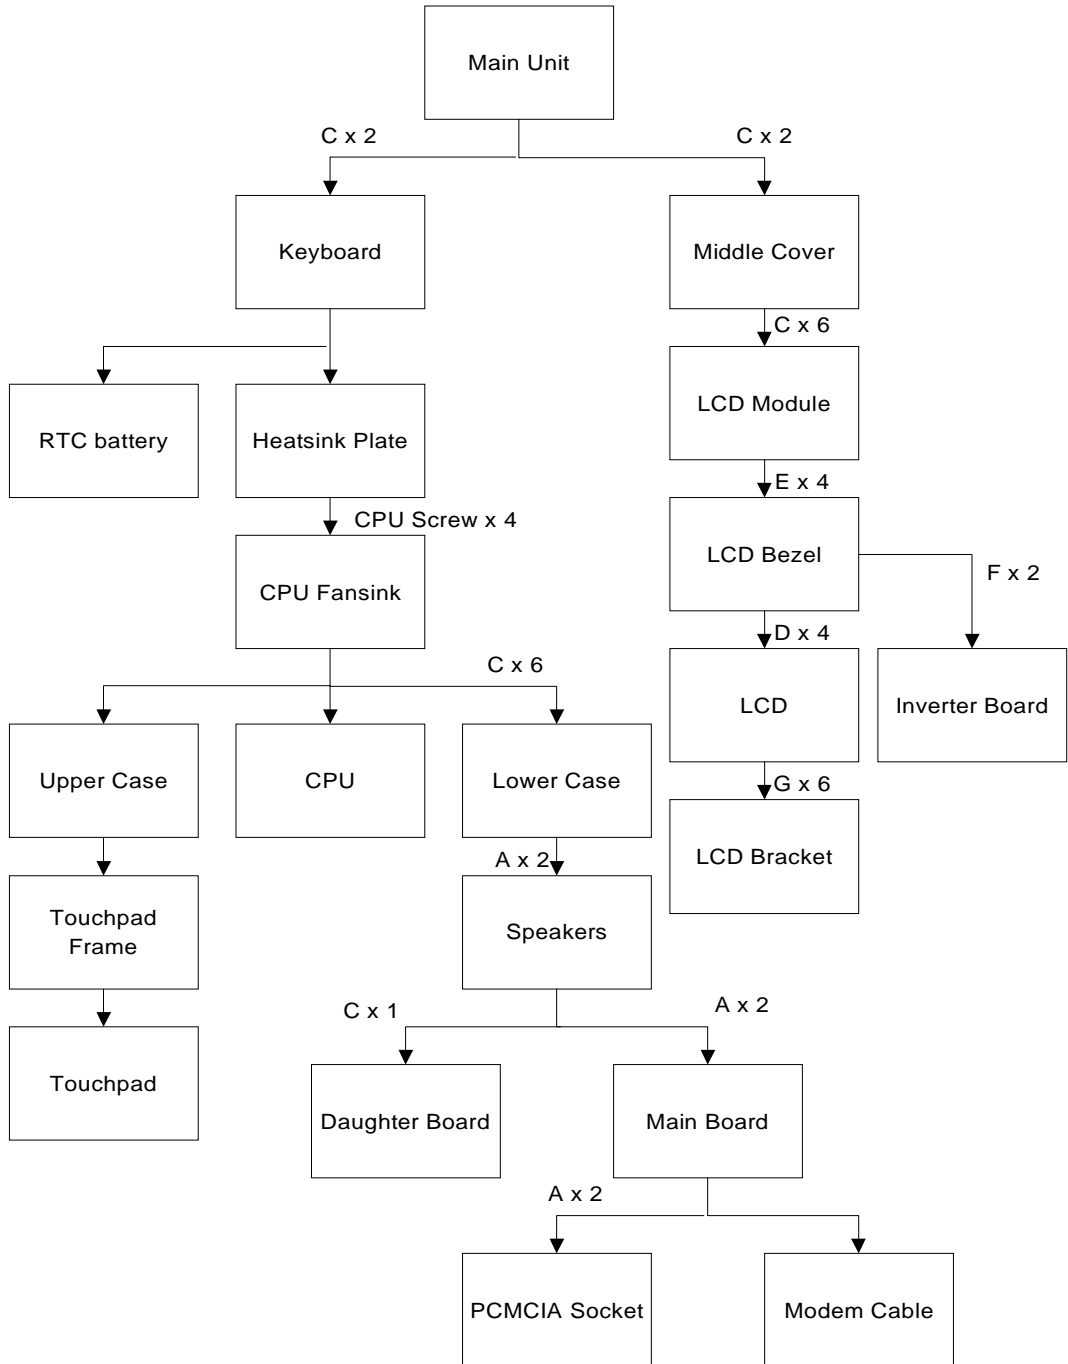 Main Unit
C x 2
C x 2
Keyboard
Middle Cover
C x 6
RTC battery
Heatsink Plate
LCD Module
E x 4
CPU Screw x 4
CPU Fansink
LCD Bezel
F x 2
D x 4
C x 6
LCD
Inverter Board
Upper Case
CPU
Lower Case
G x 6
A x 2
LCD Bracket
Touchpad
Frame
Speakers
C x 1
A x 2
Touchpad
Daughter Board
Main Board
A x 2
PCMCIA Socket
Modem Cable